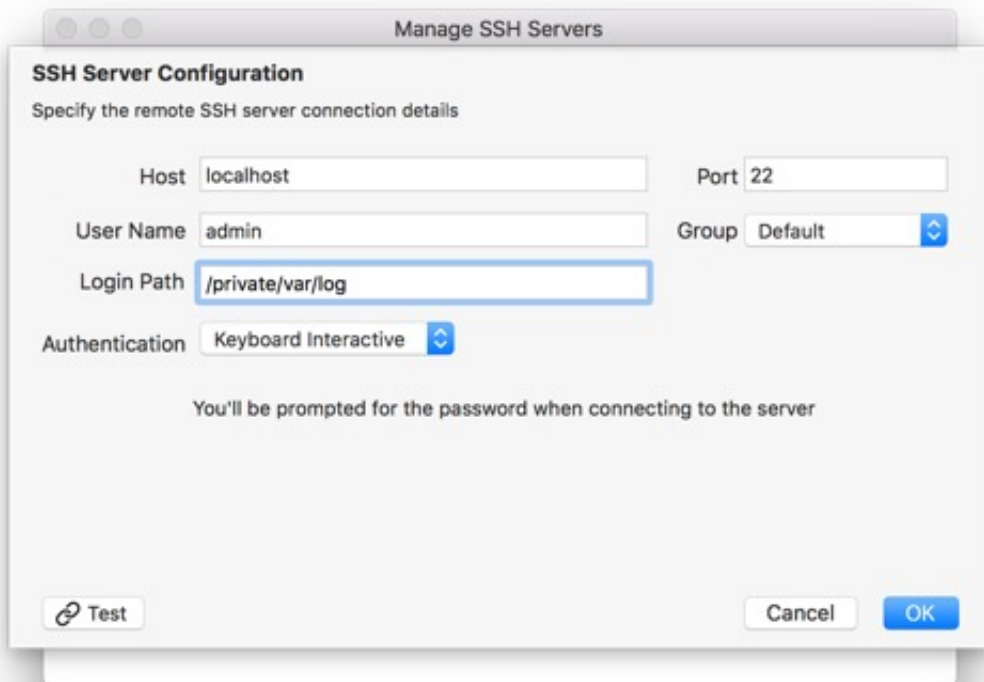 Manage SSH Servers
SSH Server Configuration
Specify the remote SSH server connection details
Host localhost Port 22
User Name admin Group Default
Login Path /private/var/log
Authentication Keyboard Interactive
You'll be prompted for the password when connecting to the server
Test Cancel OK